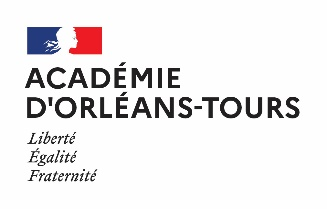 ACADÉMIE
D'ORLÉANS-TOURS
Liberté
Égalité
Fraternité